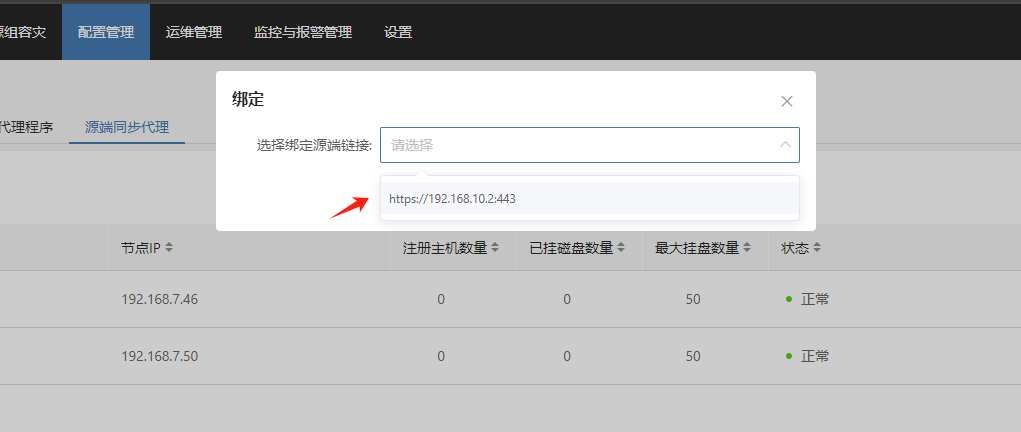 源组容灾 配置管理 运维管理 监控与报警管理 设置
绑定
代理程序 源端同步代理
选择绑定源端链接: 请选择
https://192.168.10.2:443
节点IP 注册主机数量 已挂磁盘数量 最大挂盘数量 状态
192.168.7.46 0 0 50 正常
192.168.7.50 0 0 50 正常